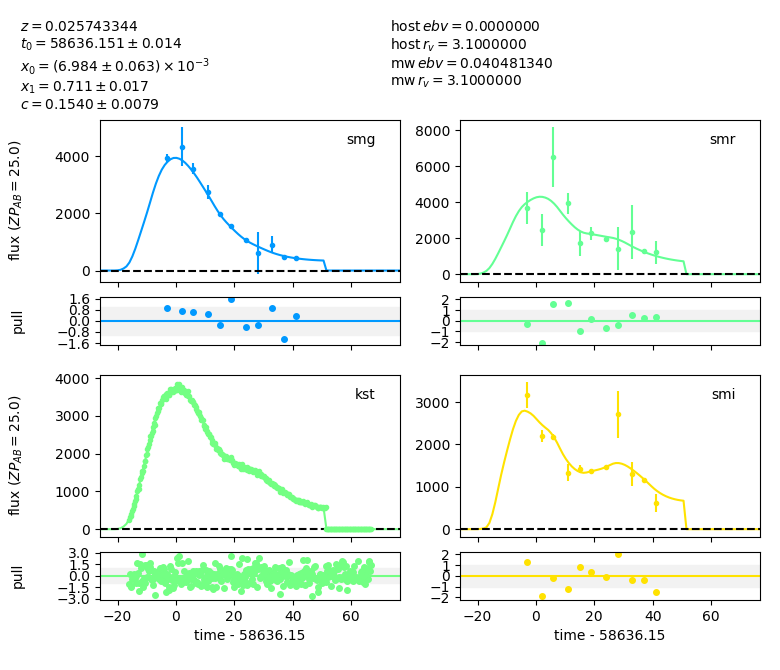 z = 0.025743344
t₀ = 58636.151 ± 0.014
x₀ = (6.984 ± 0.063) × 10⁻³
x₁ = 0.711 ± 0.017
c = 0.1540 ± 0.0079
host ebv = 0.0000000
host r_v = 3.1000000
mw ebv = 0.040481340
mw r_v = 3.1000000
flux (ZP_AB = 25.0)
4000
2000
0
smg
8000
6000
4000
2000
0
smr
pull
1.6
0.8
0.0
−0.8
−1.6
2
1
0
−1
−2
flux (ZP_AB = 25.0)
4000
3000
2000
1000
0
kst
3000
2000
1000
0
smi
pull
3.0
1.5
0.0
−1.5
−3.0
−20 0 20 40 60
time - 58636.15
2
1
0
−1
−2
−20 0 20 40 60
time - 58636.15